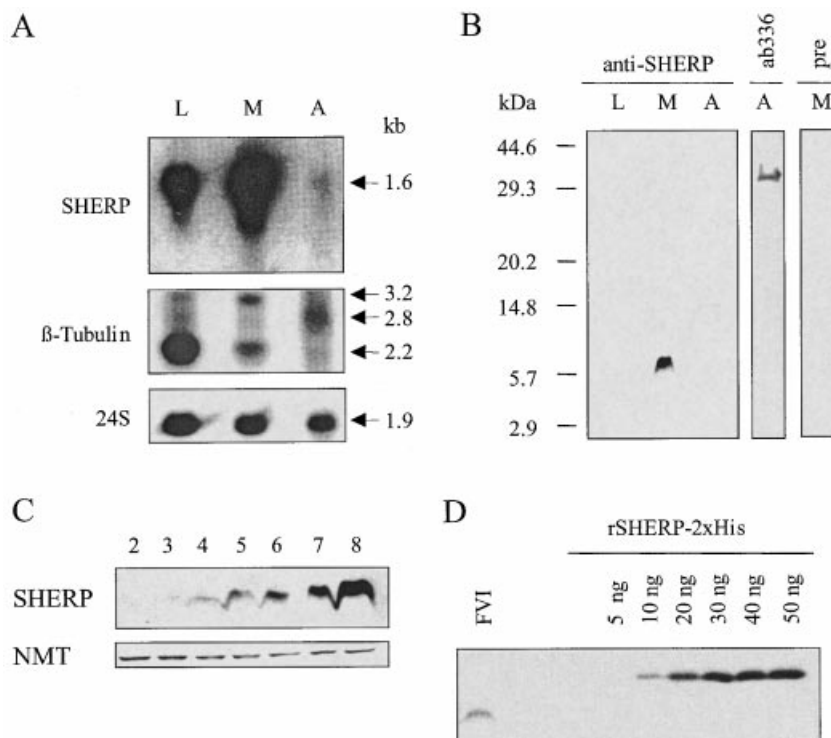 A
L M A
kb
SHERP
1.6
ß-Tubulin
3.2
2.8
2.2
24S
1.9
B
anti-SHERP
ab336
pre
kDa
L M A A M
44.6
29.3
20.2
14.8
5.7
2.9
C
2 3 4 5 6 7 8
SHERP
NMT
D
rSHERP-2xHis
FVI
5 ng
10 ng
20 ng
30 ng
40 ng
50 ng